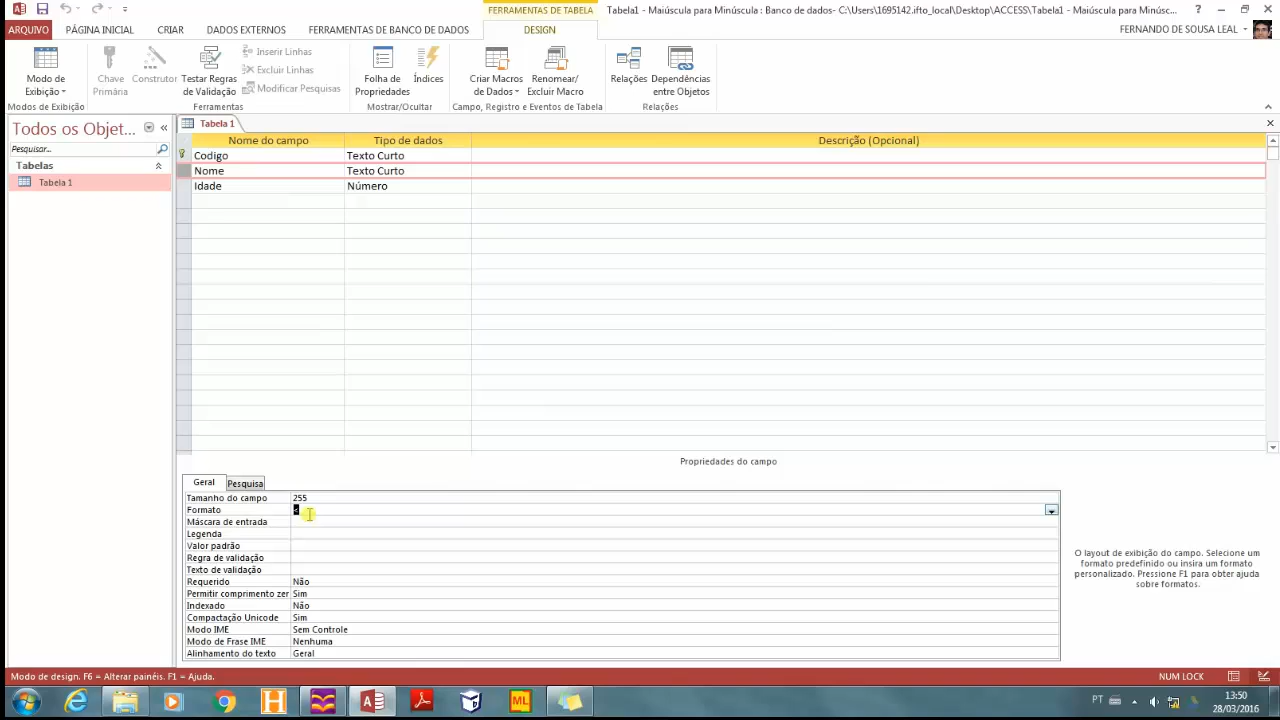 FERRAMENTAS DE TABELA
Tabela1 - Maiúscula para Minúscula : Banco de dados- C:\Users\1695142.ifto_local\Desktop\ACCESS\Tabela1 - Maiúscula para Minúsc...
ARQUIVO PÁGINA INICIAL CRIAR DADOS EXTERNOS FERRAMENTAS DE BANCO DE DADOS DESIGN FERNANDO DE SOUSA LEAL
Modo de Exibição
Chave Primária
Construtor
Testar Regras de Validação
Inserir Linhas
Excluir Linhas
Modificar Pesquisas
Folha de Propriedades
Índices
Criar Macros de Dados
Renomear/ Excluir Macro
Relações
Dependências entre Objetos
Modos de Exibição Ferramentas Mostrar/Ocultar Campo, Registro e Eventos de Tabela Relações
Todos os Objet... «
Pesquisar...
Tabelas
Tabela 1
Tabela 1
Nome do campo Tipo de dados Descrição (Opcional)
Codigo Texto Curto
Nome Texto Curto
Idade Número
Propriedades do campo
Geral Pesquisa
Tamanho do campo 255
Formato <
Máscara de entrada
Legenda
Valor padrão
Regra de validação
Texto de validação
Requerido Não
Permitir comprimento zer Sim
Indexado Não
Compactação Unicode Sim
Modo IME Sem Controle
Modo de Frase IME Nenhuma
Alinhamento do texto Geral
O layout de exibição do campo. Selecione um
formato predefinido ou insira um formato
personalizado. Pressione F1 para obter ajuda
sobre formatos.
Modo de design. F6 = Alterar painéis. F1 = Ajuda. NUM LOCK
H
ML
PT
13:50
28/03/2016